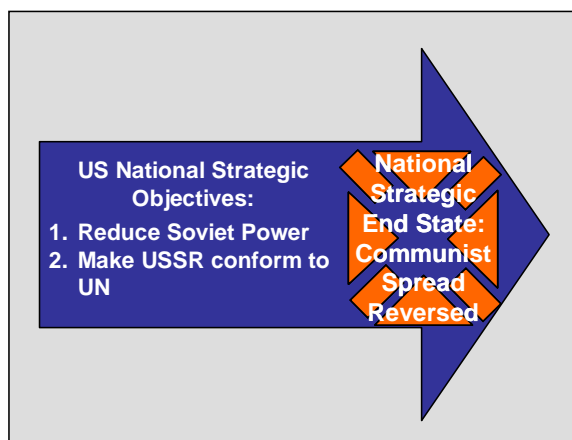 US National Strategic
Objectives:
1. Reduce Soviet Power
2. Make USSR conform to
UN
National
Strategic
End State:
Communist
Spread
Reversed